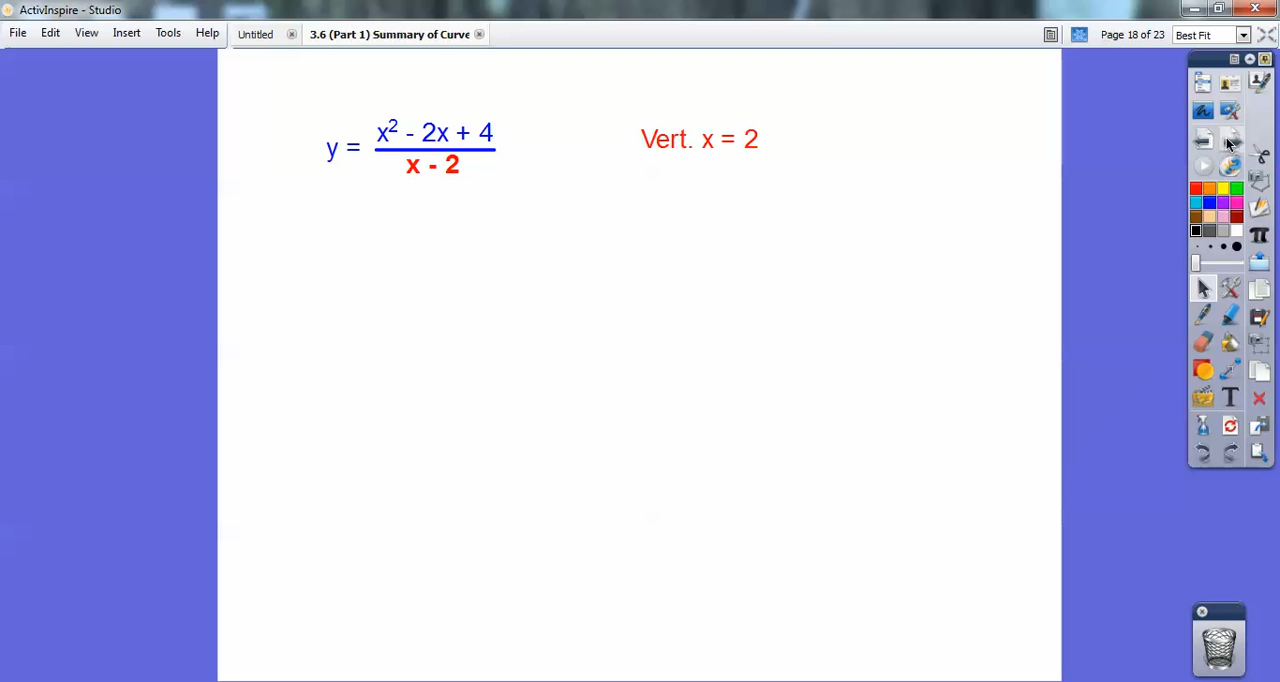 ActivInspire - Studio
File Edit View Insert Tools Help
Untitled
3.6 (Part 1) Summary of Curve
Page 18 of 23
Best Fit
y = x² - 2x + 4
x - 2
Vert. x = 2